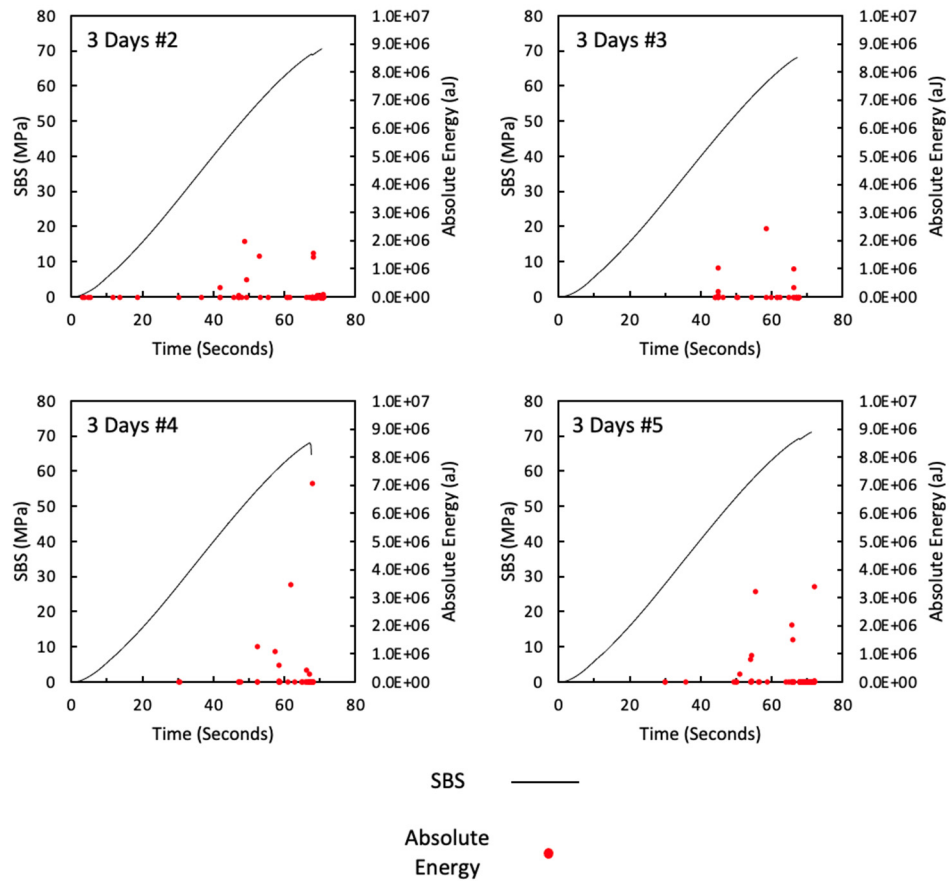 3 Days #2
SBS (MPa)
80
70
60
50
40
30
20
10
0
1.0E+07
9.0E+06
8.0E+06
7.0E+06
6.0E+06
5.0E+06
4.0E+06
3.0E+06
2.0E+06
1.0E+06
0.0E+00
Absolute Energy (aJ)
0 20 40 60 80
Time (Seconds)
3 Days #3
SBS (MPa)
80
70
60
50
40
30
20
10
0
1.0E+07
9.0E+06
8.0E+06
7.0E+06
6.0E+06
5.0E+06
4.0E+06
3.0E+06
2.0E+06
1.0E+06
0.0E+00
Absolute Energy (aJ)
0 20 40 60 80
Time (Seconds)
3 Days #4
SBS (MPa)
80
70
60
50
40
30
20
10
0
1.0E+07
9.0E+06
8.0E+06
7.0E+06
6.0E+06
5.0E+06
4.0E+06
3.0E+06
2.0E+06
1.0E+06
0.0E+00
Absolute Energy (aJ)
0 20 40 60 80
Time (Seconds)
3 Days #5
SBS (MPa)
80
70
60
50
40
30
20
10
0
1.0E+07
9.0E+06
8.0E+06
7.0E+06
6.0E+06
5.0E+06
4.0E+06
3.0E+06
2.0E+06
1.0E+06
0.0E+00
Absolute Energy (aJ)
0 20 40 60 80
Time (Seconds)
SBS
Absolute
Energy